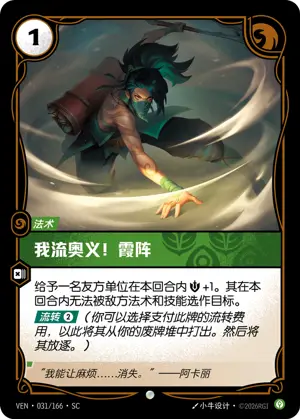 1
法术
我流奥义！霞阵
给予一名友方单位在本回合内 +1。其在本
回合内无法被敌方法术和技能选作目标。
流转 2 （你可以选择支付此牌的流转费
用，以此将其从你的废牌堆中打出。然后将
其放逐。）
“我能让麻烦……消失。”——阿卡丽
VEN · 031/166 · SC
小牛设计 · ©2026RGI